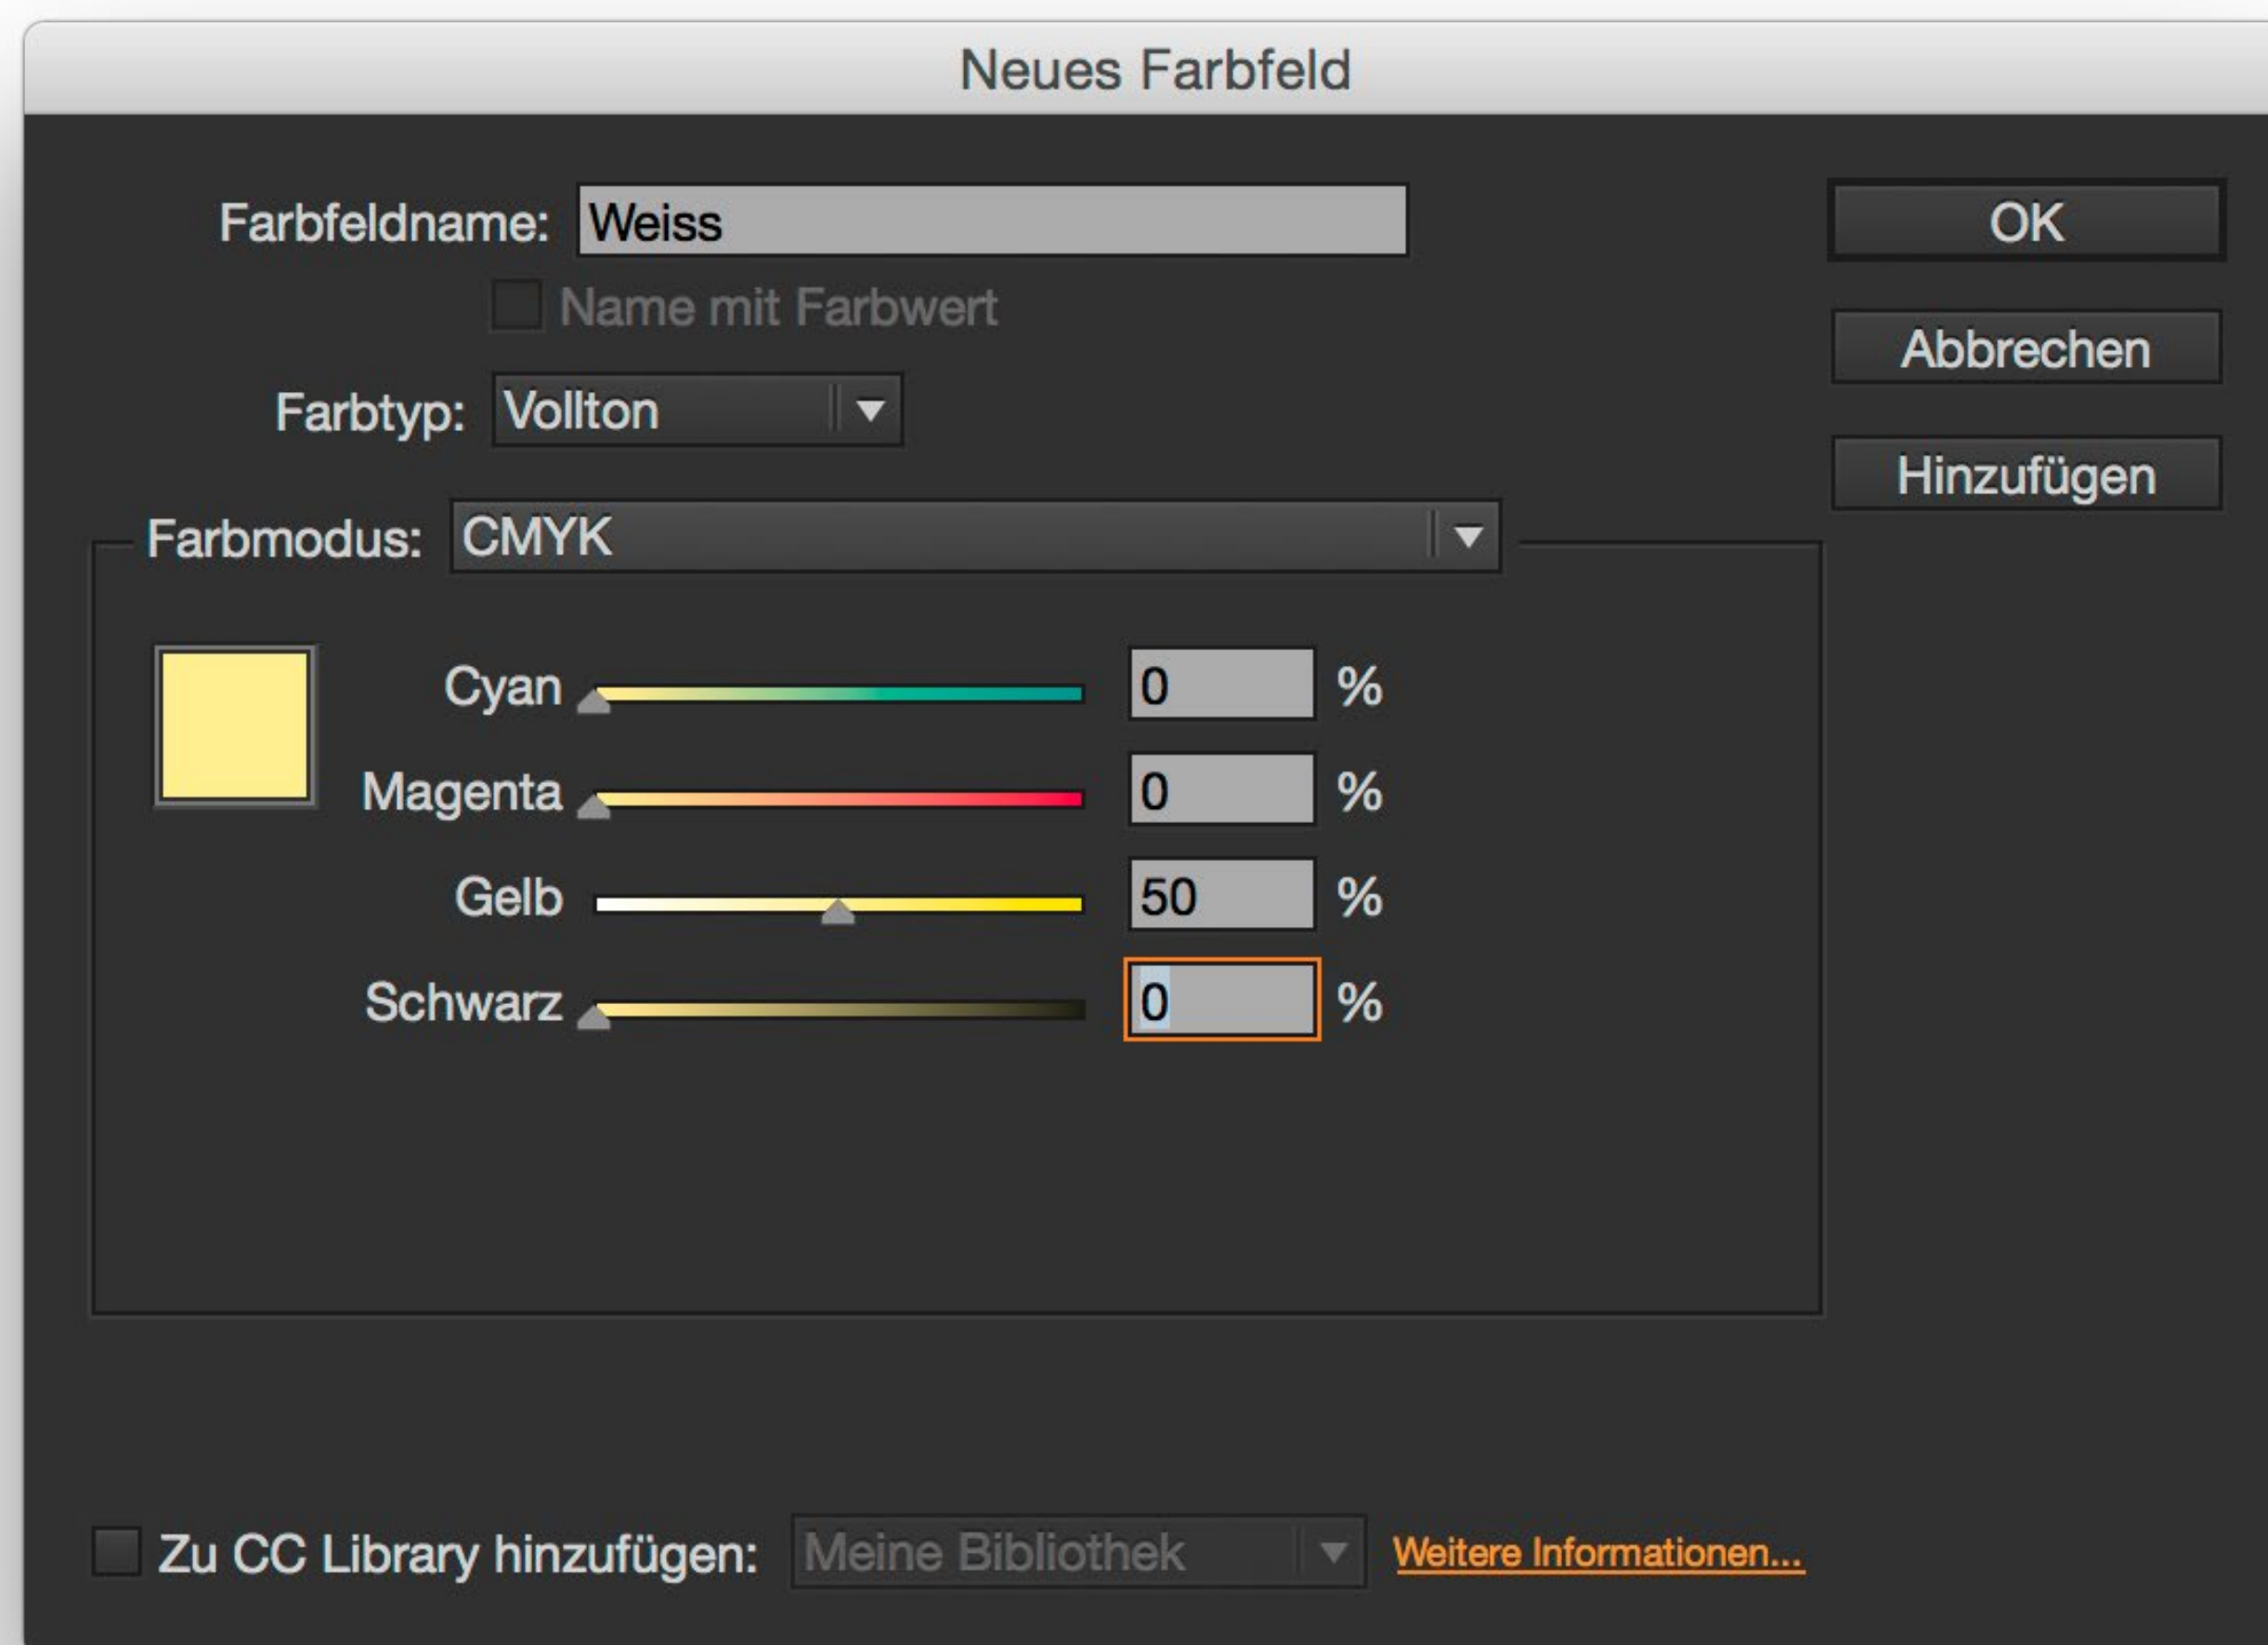 Neues Farbfeld
Farbfeldname: Weiss
OK
Name mit Farbwert
Abbrechen
Farbtyp: Vollton
Hinzufügen
Farbmodus: CMYK
Cyan 0 %
Magenta 0 %
Gelb 50 %
Schwarz 0 %
Zu CC Library hinzufügen: Meine Bibliothek Weitere Informationen...